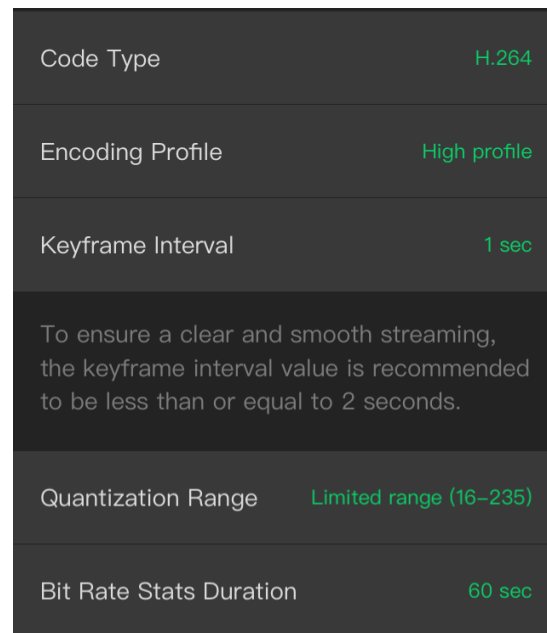 Code Type H.264
Encoding Profile High profile
Keyframe Interval 1 sec
To ensure a clear and smooth streaming,
the keyframe interval value is recommended
to be less than or equal to 2 seconds.
Quantization Range Limited range (16–235)
Bit Rate Stats Duration 60 sec